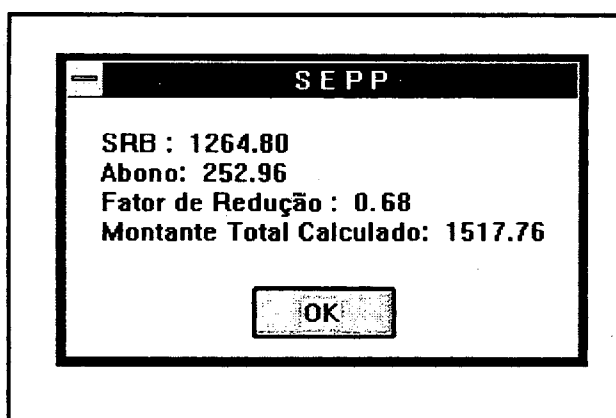 SEPP
SRB : 1264.80
Abono: 252.96
Fator de Redução : 0.68
Montante Total Calculado: 1517.76
OK